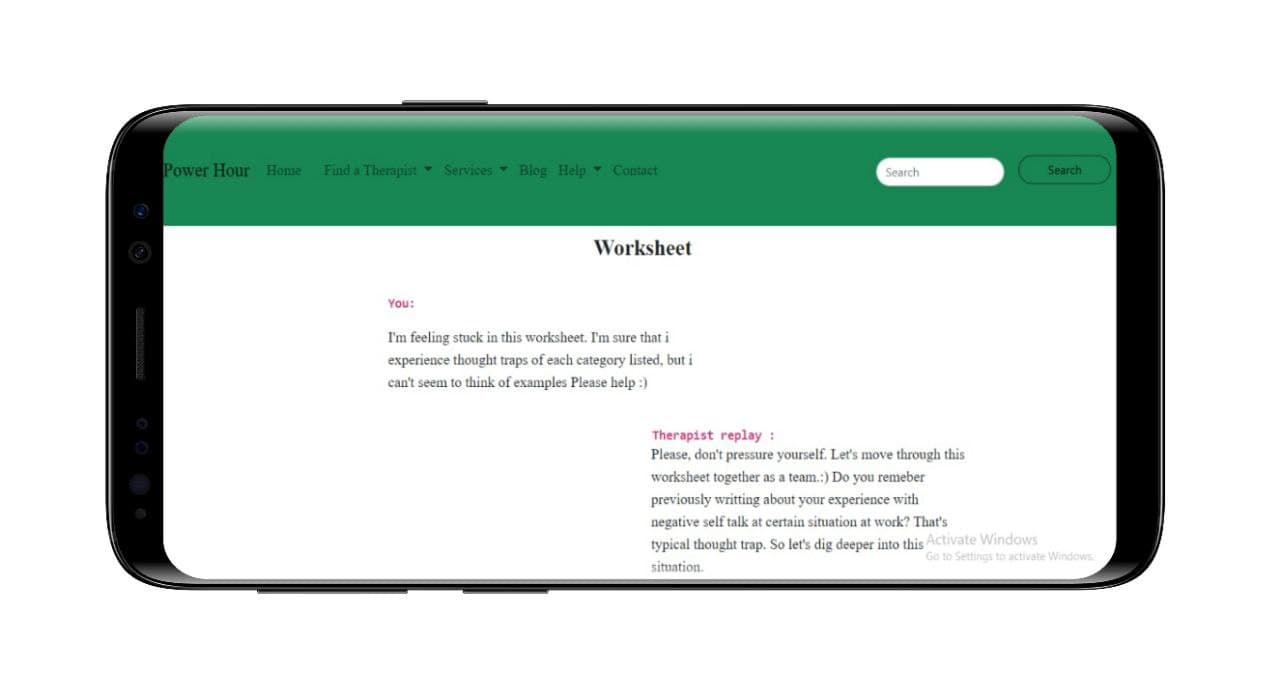 Power Hour Home Find a Therapist Services Blog Help Contact Search Search
Worksheet
You:
I'm feeling stuck in this worksheet. I'm sure that i
experience thought traps of each category listed, but i
can't seem to think of examples Please help :)
Therapist replay :
Please, don't pressure yourself. Let's move through this
worksheet together as a team.:) Do you remeber
previously writting about your experience with
negative self talk at certain situation at work? That's
typical thought trap. So let's dig deeper into this
situation.
Activate Windows
Go to Settings to activate Windows.